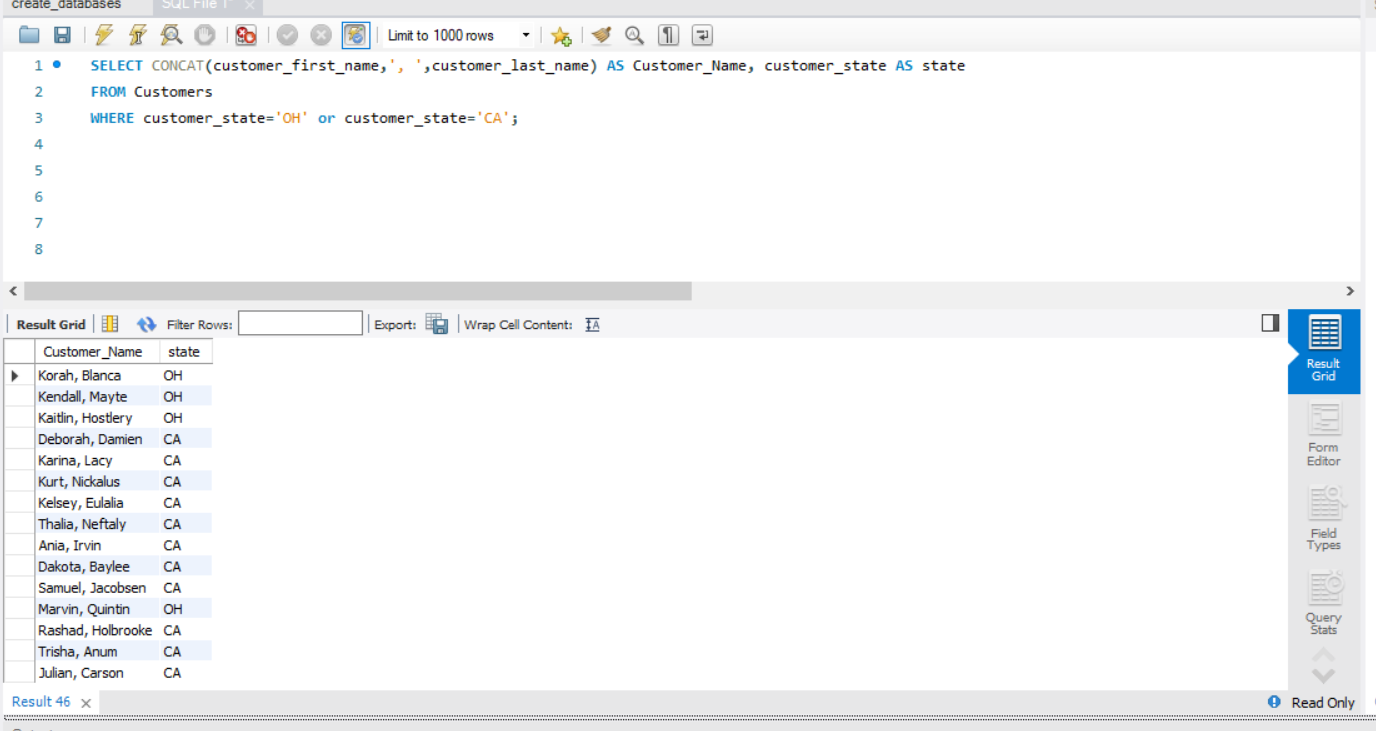 create_databases SQL File 1*
Limit to 1000 rows
1 SELECT CONCAT(customer_first_name,', ',customer_last_name) AS Customer_Name, customer_state AS state
2 FROM Customers
3 WHERE customer_state='OH' or customer_state='CA';
4
5
6
7
8
Result Grid Filter Rows: Export: Wrap Cell Content: IA
Customer_Name state
Korah, Blanca OH
Kendall, Mayte OH
Kaitlin, Hostlery OH
Deborah, Damien CA
Karina, Lacy CA
Kurt, Nickalus CA
Kelsey, Eulalia CA
Thalia, Neftaly CA
Ania, Irvin CA
Dakota, Baylee CA
Samuel, Jacobsen CA
Marvin, Quintin OH
Rashad, Holbrooke CA
Trisha, Anum CA
Julian, Carson CA
Result
Grid
Form
Editor
Field
Types
Query
Stats
Result 46
Read Only